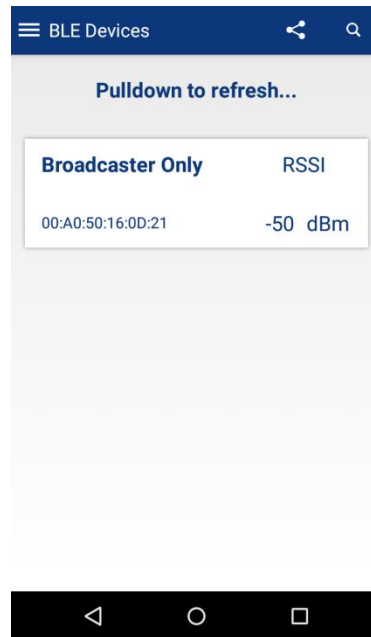 BLE Devices
Pulldown to refresh...
Broadcaster Only RSSI
00:A0:50:16:0D:21 -50 dBm